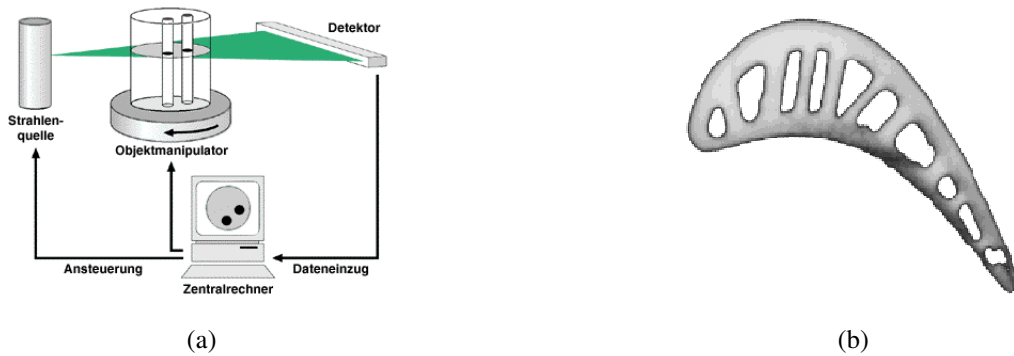 Detektor
Strahlen-
quelle
Objektmanipulator
Ansteuerung
Dateneinzug
Zentralrechner
(a)
(b)